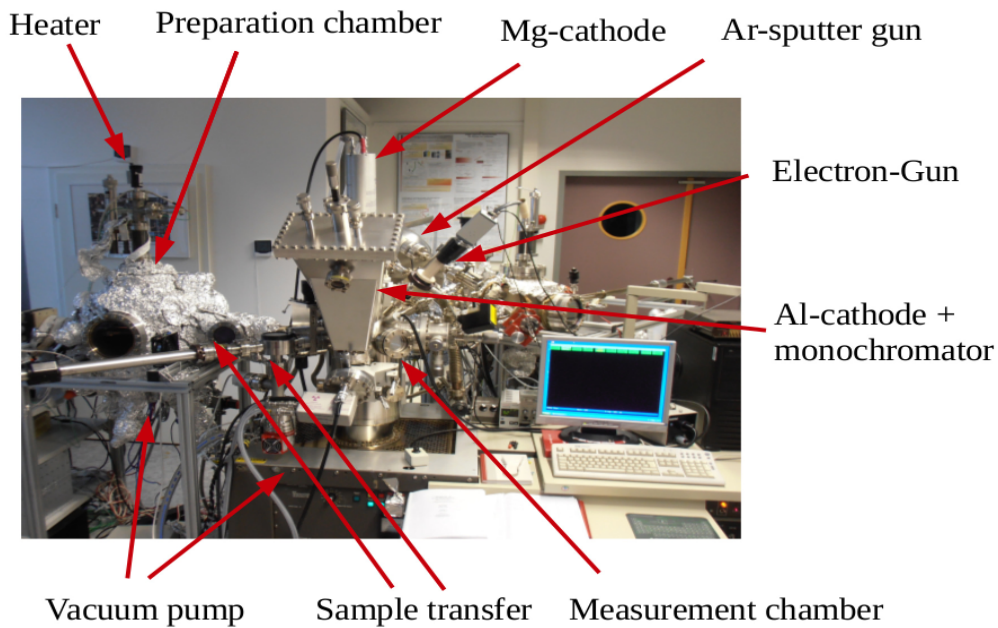 Heater
Preparation chamber
Mg-cathode
Ar-sputter gun
Electron-Gun
Al-cathode +
monochromator
Vacuum pump
Sample transfer
Measurement chamber